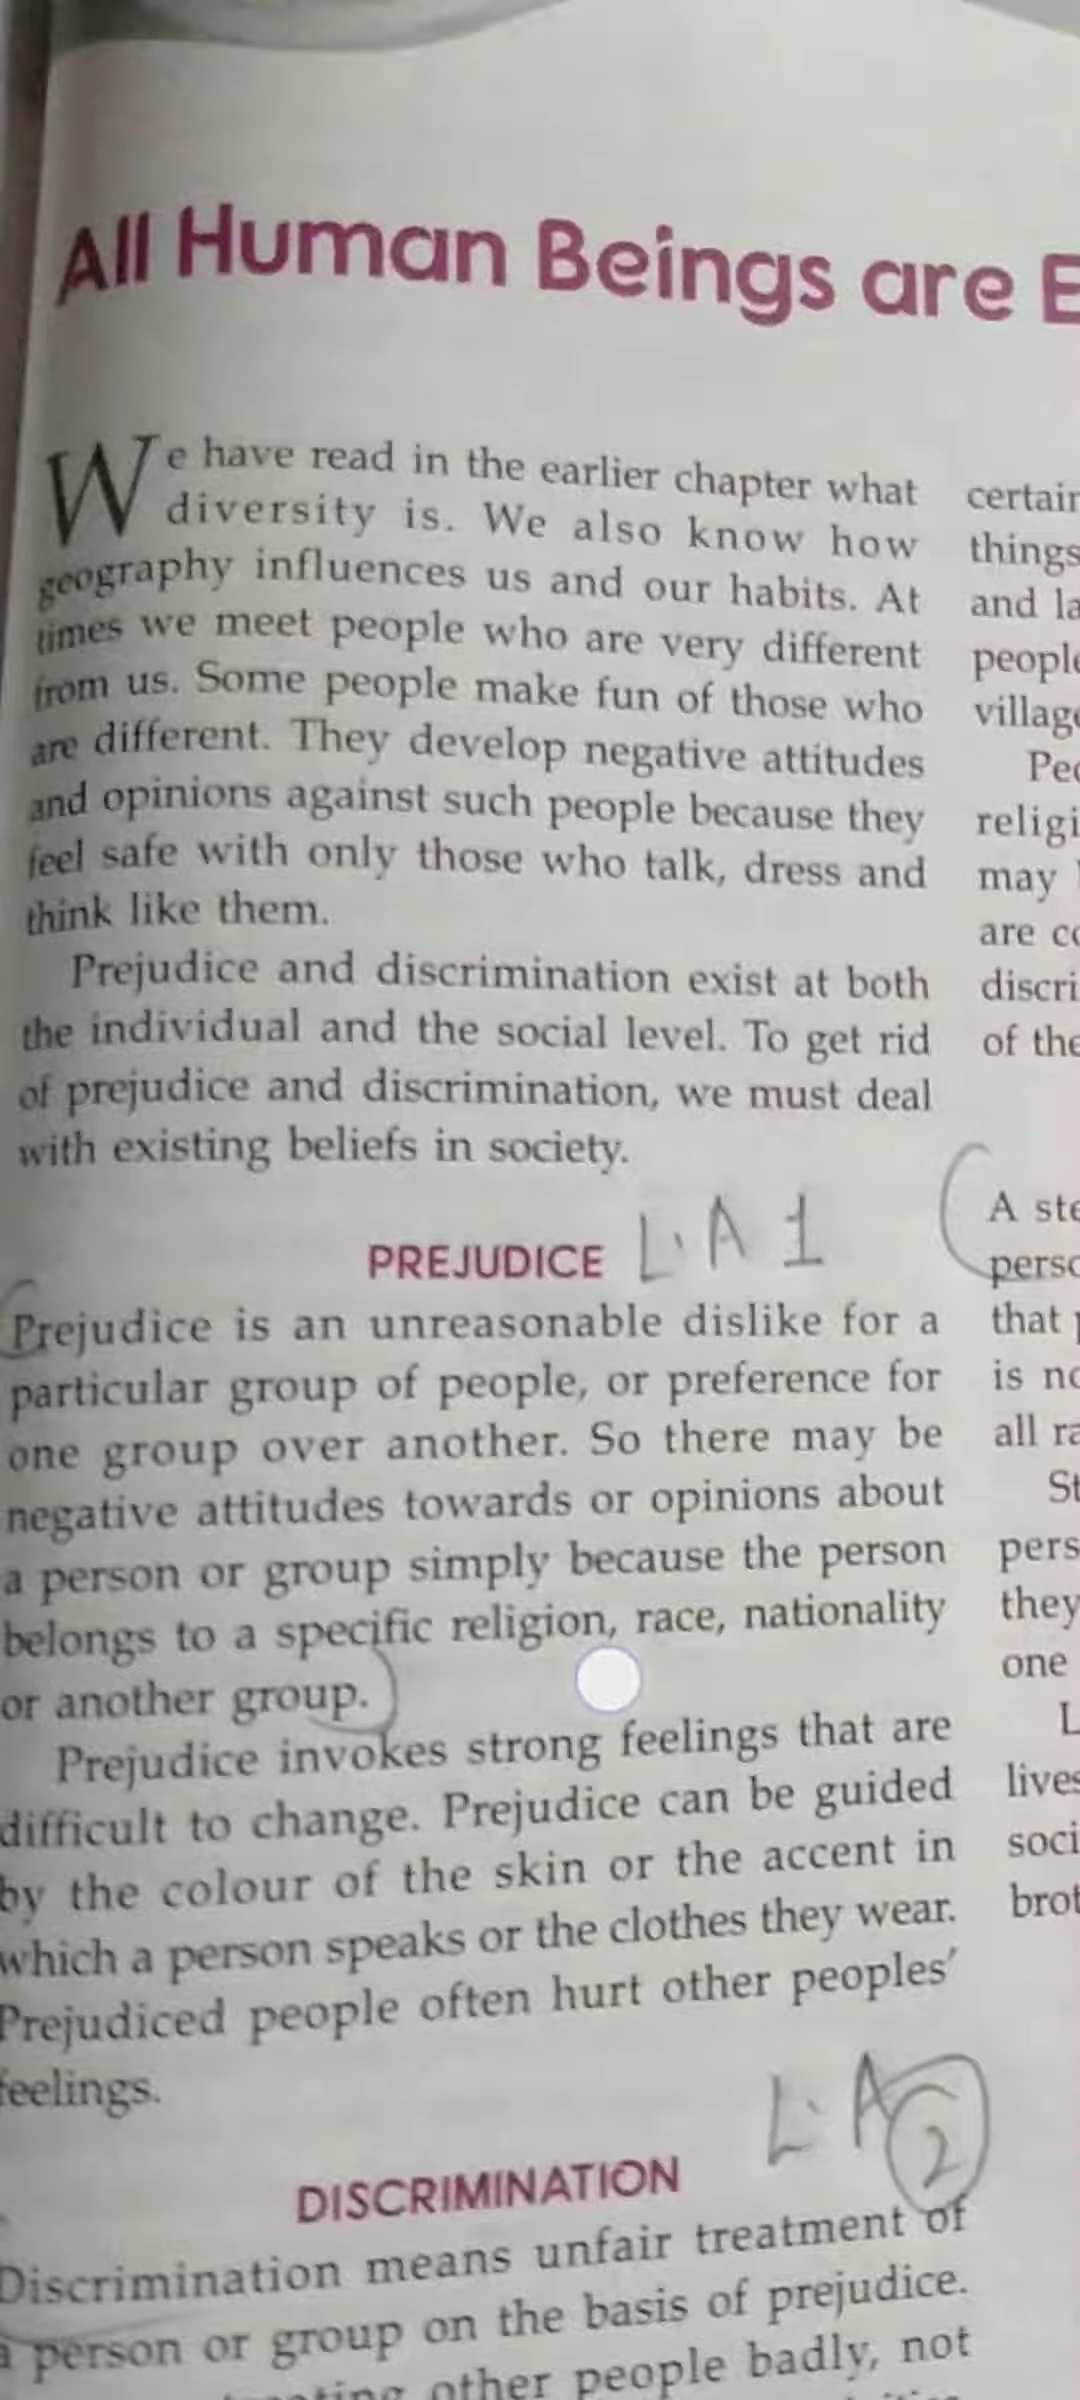 All Human Beings are E
We have read in the earlier chapter what
diversity is. We also know how
geography influences us and our habits. At
times we meet people who are very different
from us. Some people make fun of those who
are different. They develop negative attitudes
and opinions against such people because they
feel safe with only those who talk, dress and
think like them.
Prejudice and discrimination exist at both
the individual and the social level. To get rid
of prejudice and discrimination, we must deal
with existing beliefs in society.
PREJUDICE L.A 1
Prejudice is an unreasonable dislike for a
particular group of people, or preference for
one group over another. So there may be
negative attitudes towards or opinions about
a person or group simply because the person
belongs to a specific religion, race, nationality
or another group.
Prejudice invokes strong feelings that are
difficult to change. Prejudice can be guided
by the colour of the skin or the accent in
which a person speaks or the clothes they wear.
Prejudiced people often hurt other peoples'
feelings.
L.A 2
DISCRIMINATION
Discrimination means unfair treatment of
a person or group on the basis of prejudice.
other people badly, not
certain
things
and la
people
village
Peo
religi
may
are co
discri
of the
A ste
perso
that
is no
all ra
St
pers
they
one
L
lives
soci
brot